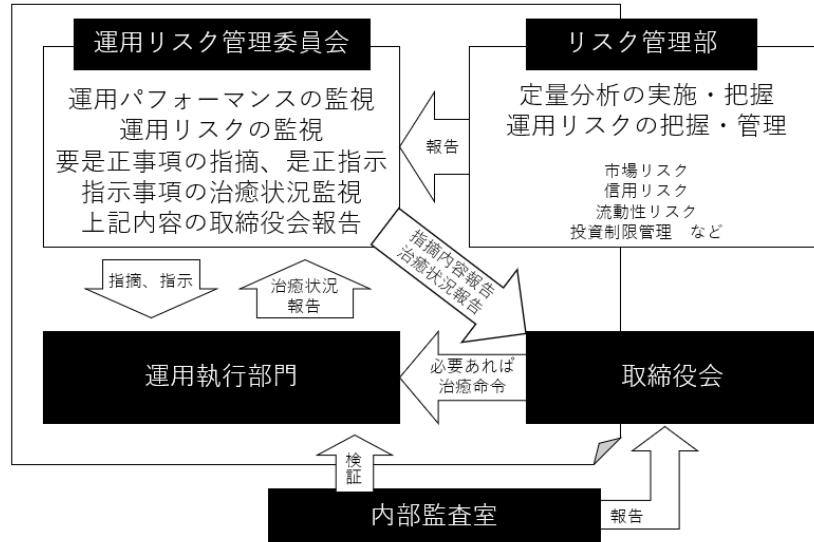 運用リスク管理委員会
運用パフォーマンスの監視
運用リスクの監視
要是正事項の指摘、是正指示
指示事項の治癒状況監視
上記内容の取締役会報告
報告
リスク管理部
定量分析の実施・把握
運用リスクの把握・管理
市場リスク
信用リスク
流動性リスク
投資制限管理 など
指摘、指示
治癒状況
報告
指摘内容報告
治癒状況報告
運用執行部門
必要あれば
治癒命令
取締役会
検証
内部監査室
報告